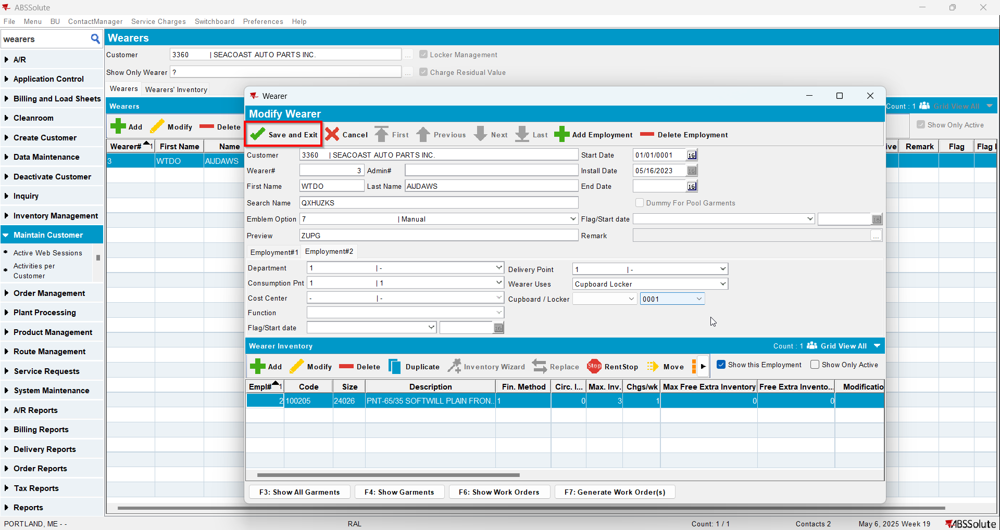 ABSSolute
File Menu BU ContactManager Service Charges Switchboard Preferences Help
wearers
Wearers
A/R
Application Control
Billing and Load Sheets
Cleanroom
Create Customer
Data Maintenance
Deactivate Customer
Inquiry
Inventory Management
Maintain Customer
Active Web Sessions
Activities per
Customer
Order Management
Plant Processing
Product Management
Route Management
Service Requests
System Maintenance
A/R Reports
Billing Reports
Delivery Reports
Order Reports
Tax Reports
Reports
Customer 3360 | SEACOAST AUTO PARTS INC. ... Locker Management
Show Only Wearer ? ... Charge Residual Value
Wearers Wearers' Inventory
Wearers Count : 1 Grid View All
Add Modify Delete Show Only Active
Wearer# 1 First Name Name ive Remark Flag Flag
3 WTDO AIJDAWS
Wearer
Modify Wearer
Save and Exit Cancel First Previous Next Last Add Employment Delete Employment
Customer 3360 | SEACOAST AUTO PARTS INC. Start Date 01/01/0001 16
Wearer# 3 Admin# Install Date 05/16/2023 16
First Name WTDO Last Name AIJDAWS End Date 16
Search Name QXHUZKS Dummy For Pool Garments
Emblem Option 7 | Manual Flag/Start date 16
Preview ZUPG Remark ...
Employment#1 Employment#2
Department 1 | - Delivery Point 1 | -
Consumption Pnt 1 | 1 Wearer Uses Cupboard Locker
Cost Center - | - Cupboard / Locker 0001
Function
Flag/Start date 16
Wearer Inventory Count : 1 Grid View All
Add Modify Delete Duplicate Inventory Wizard Replace Stop RentStop Move Show this Employment Show Only Active
Empl# 1 Code Size Description Fin. Method Circ. I... Max. Inv. Chgs/wk Max Free Extra Inventory Free Extra Invento... Modificatio
2 100205 24026 PNT-65/35 SOFTWILL PLAIN FRON... 1 0 3 1 0 0
F3: Show All Garments F4: Show Garments F6: Show Work Orders F7: Generate Work Order(s)
PORTLAND, ME - - RAL Count: 1 / 1 Contacts 2 May 6, 2025 Week 19 ABSSolute